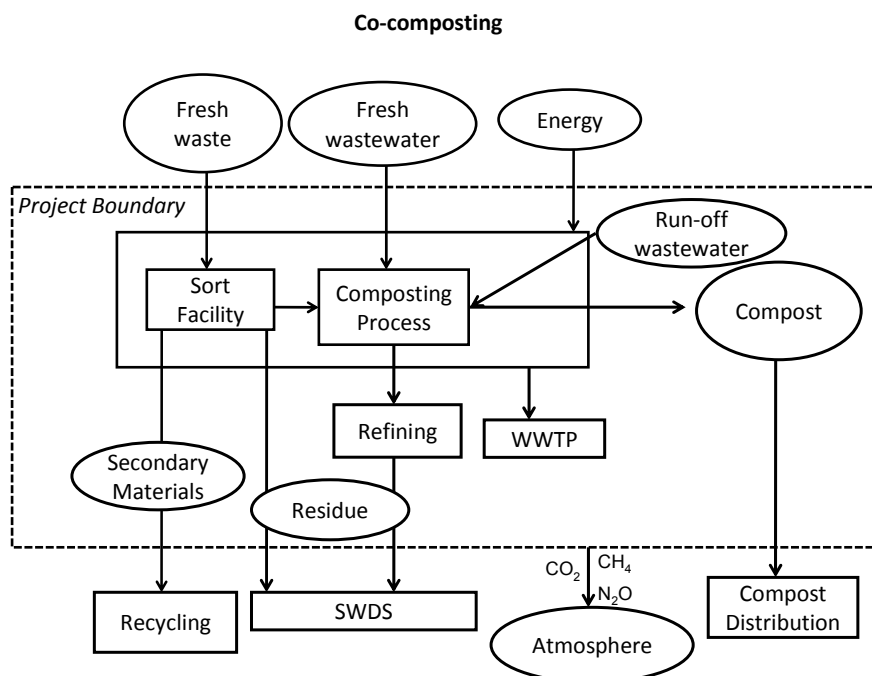 Co-composting
Fresh
waste
Fresh
wastewater
Energy
Project Boundary
Run-off
wastewater
Sort
Facility
Composting
Process
Compost
Refining
WWTP
Secondary
Materials
Residue
CO₂
CH₄
N₂O
Recycling
SWDS
Atmosphere
Compost
Distribution